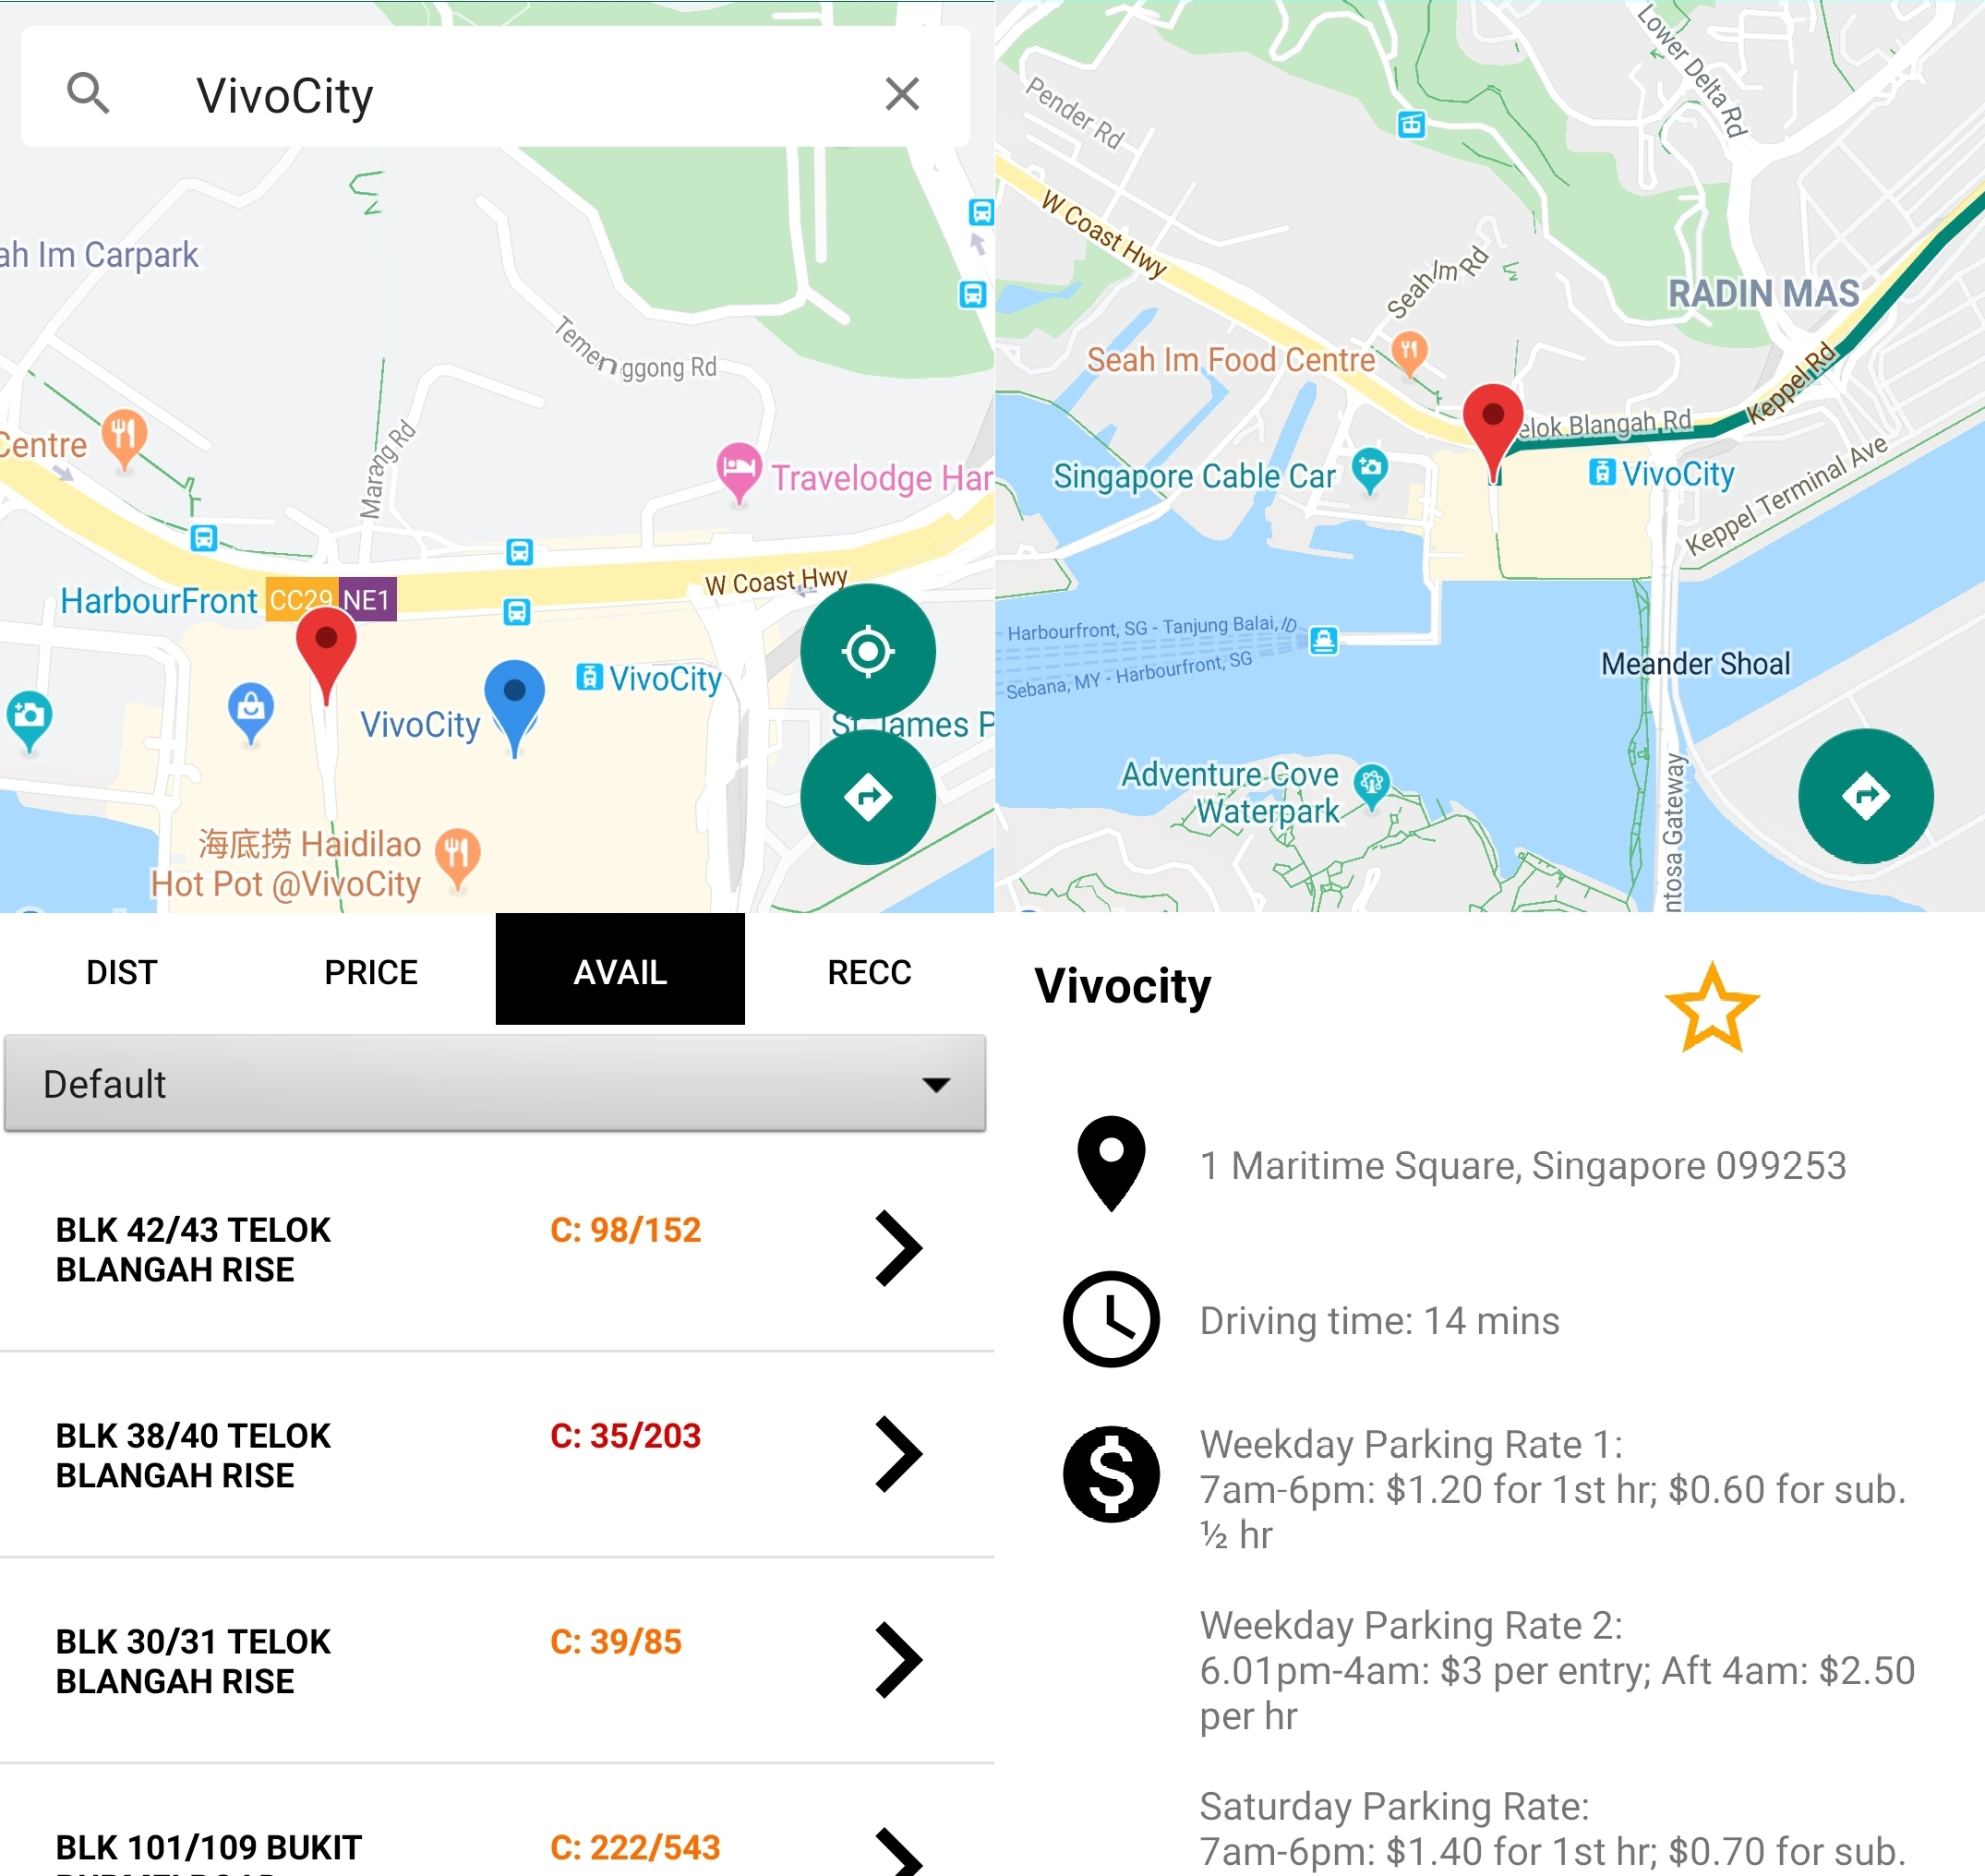 VivoCity
ah Im Carpark
Temenggong Rd
Centre
Marang Rd
Travelodge Har
W Coast Hwy
HarbourFront CC29 NE1
VivoCity
VivoCity
St James P
海底捞 Haidilao
Hot Pot @VivoCity
DIST PRICE AVAIL RECC
Default
BLK 42/43 TELOK
BLANGAH RISE
C: 98/152
BLK 38/40 TELOK
BLANGAH RISE
C: 35/203
BLK 30/31 TELOK
BLANGAH RISE
C: 39/85
BLK 101/109 BUKIT
C: 222/543
Lower Delta Rd
Pender Rd
W Coast Hwy
Seah Im Rd
RADIN MAS
Seah Im Food Centre
Keppel Rd
elok Blangah Rd
Singapore Cable Car
VivoCity
Keppel Terminal Ave
Harbourfront, SG - Tanjung Balai, ID
Sebana, MY - Harbourfront, SG
Meander Shoal
Adventure Cove
Waterpark
ntosa Gateway
Vivocity
1 Maritime Square, Singapore 099253
Driving time: 14 mins
Weekday Parking Rate 1:
7am-6pm: $1.20 for 1st hr; $0.60 for sub.
½ hr
Weekday Parking Rate 2:
6.01pm-4am: $3 per entry; Aft 4am: $2.50
per hr
Saturday Parking Rate:
7am-6pm: $1.40 for 1st hr; $0.70 for sub.